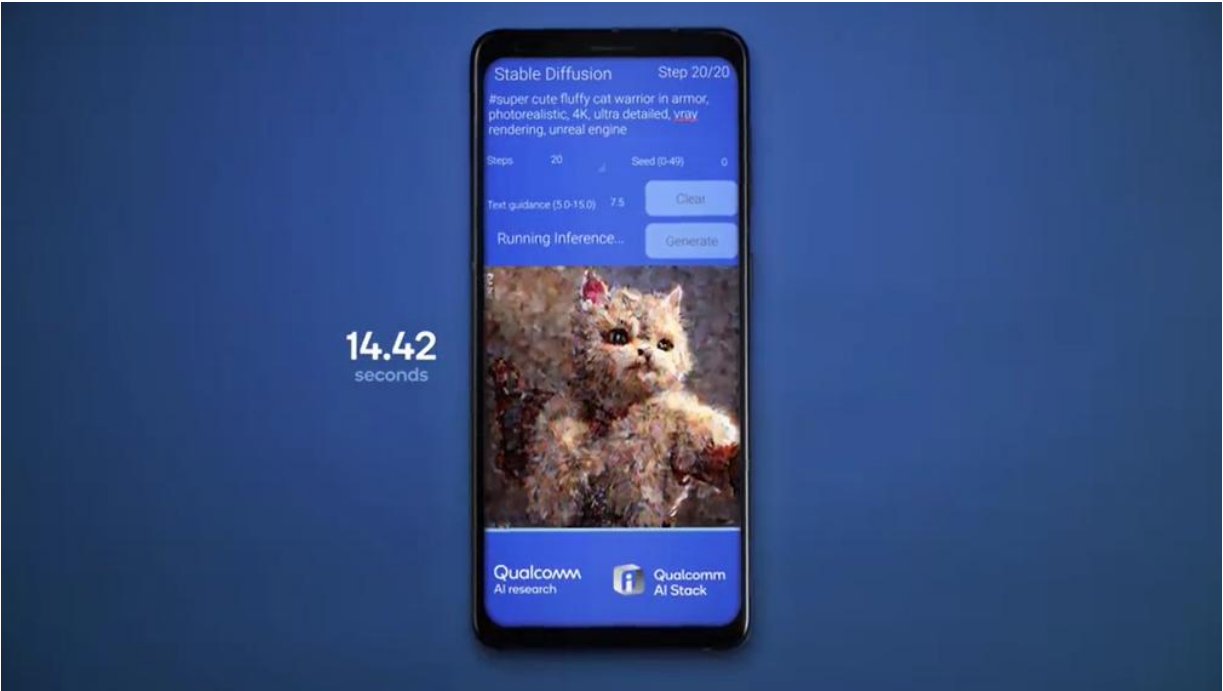 Stable Diffusion Step 20/20
#super cute fluffy cat warrior in armor,
photorealistic, 4K, ultra detailed, vray
rendering, unreal engine
Steps 20 Seed (0-49) 0
Text guidance (5.0-15.0) 7.5 Clear
Running Inference... Generate
14.42
seconds
Qualcomm
AI research
Qualcomm
AI Stack